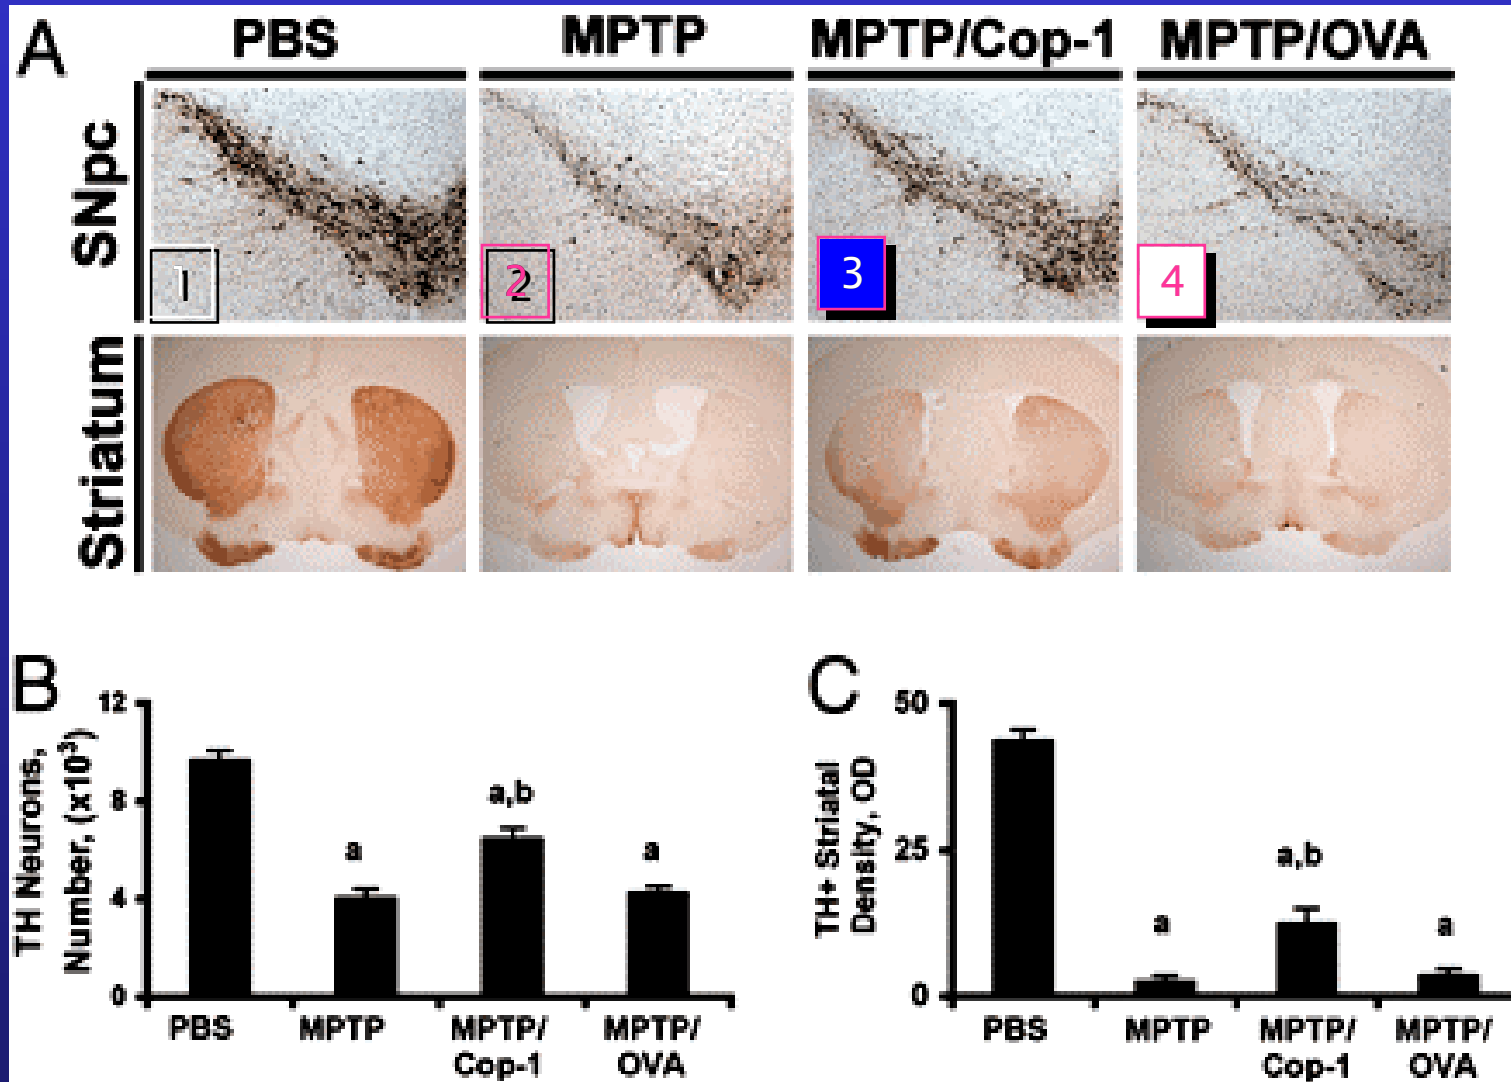 A
PBS
MPTP
MPTP/Cop-1
MPTP/OVA
SNpc
1
2
3
4
Striatum
B
TH Neurons,
Number, (x10³)
12
8
4
0
a
a,b
a
PBS
MPTP
MPTP/
Cop-1
MPTP/
OVA
C
TH+ Striatal
Density, OD
50
25
0
a
a,b
a
PBS
MPTP
MPTP/
Cop-1
MPTP/
OVA